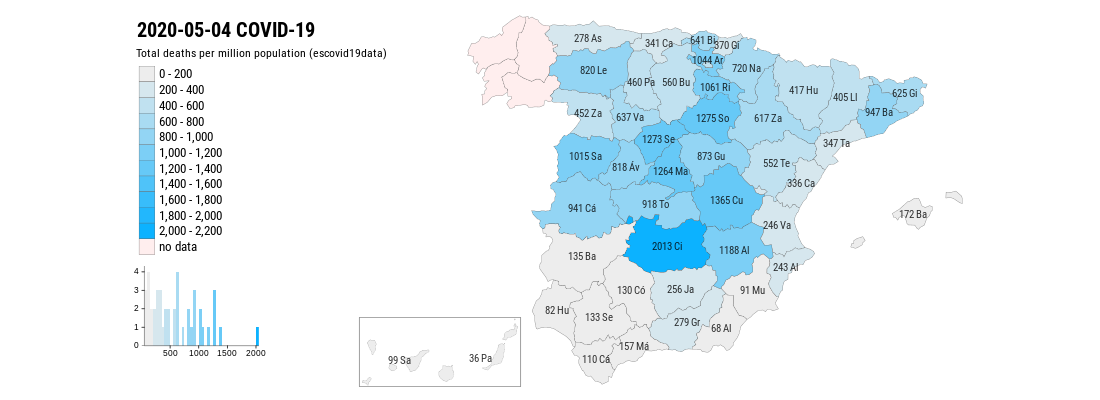 2020-05-04 COVID-19
Total deaths per million population (escovid19data)
0 - 200
200 - 400
400 - 600
600 - 800
800 - 1,000
1,000 - 1,200
1,200 - 1,400
1,400 - 1,600
1,600 - 1,800
1,800 - 2,000
2,000 - 2,200
no data
4
3
2
1
0
500
1000
1500
2000
278 As
341 Ca
641 Bi
370 Gi
820 Le
1044 Ar
720 Na
460 Pa
560 Bu
1061 Ri
417 Hu
405 Ll
625 Gi
947 Ba
452 Za
637 Va
1275 So
617 Za
347 Ta
1273 Se
1015 Sa
818 Áv
1264 Ma
873 Gu
552 Te
336 Ca
941 Cá
918 To
1365 Cu
172 Ba
246 Va
135 Ba
2013 Ci
1188 Al
243 Al
82 Hu
130 Có
256 Ja
91 Mu
133 Se
279 Gr
68 Al
157 Má
110 Cá
99 Sa
36 Pa